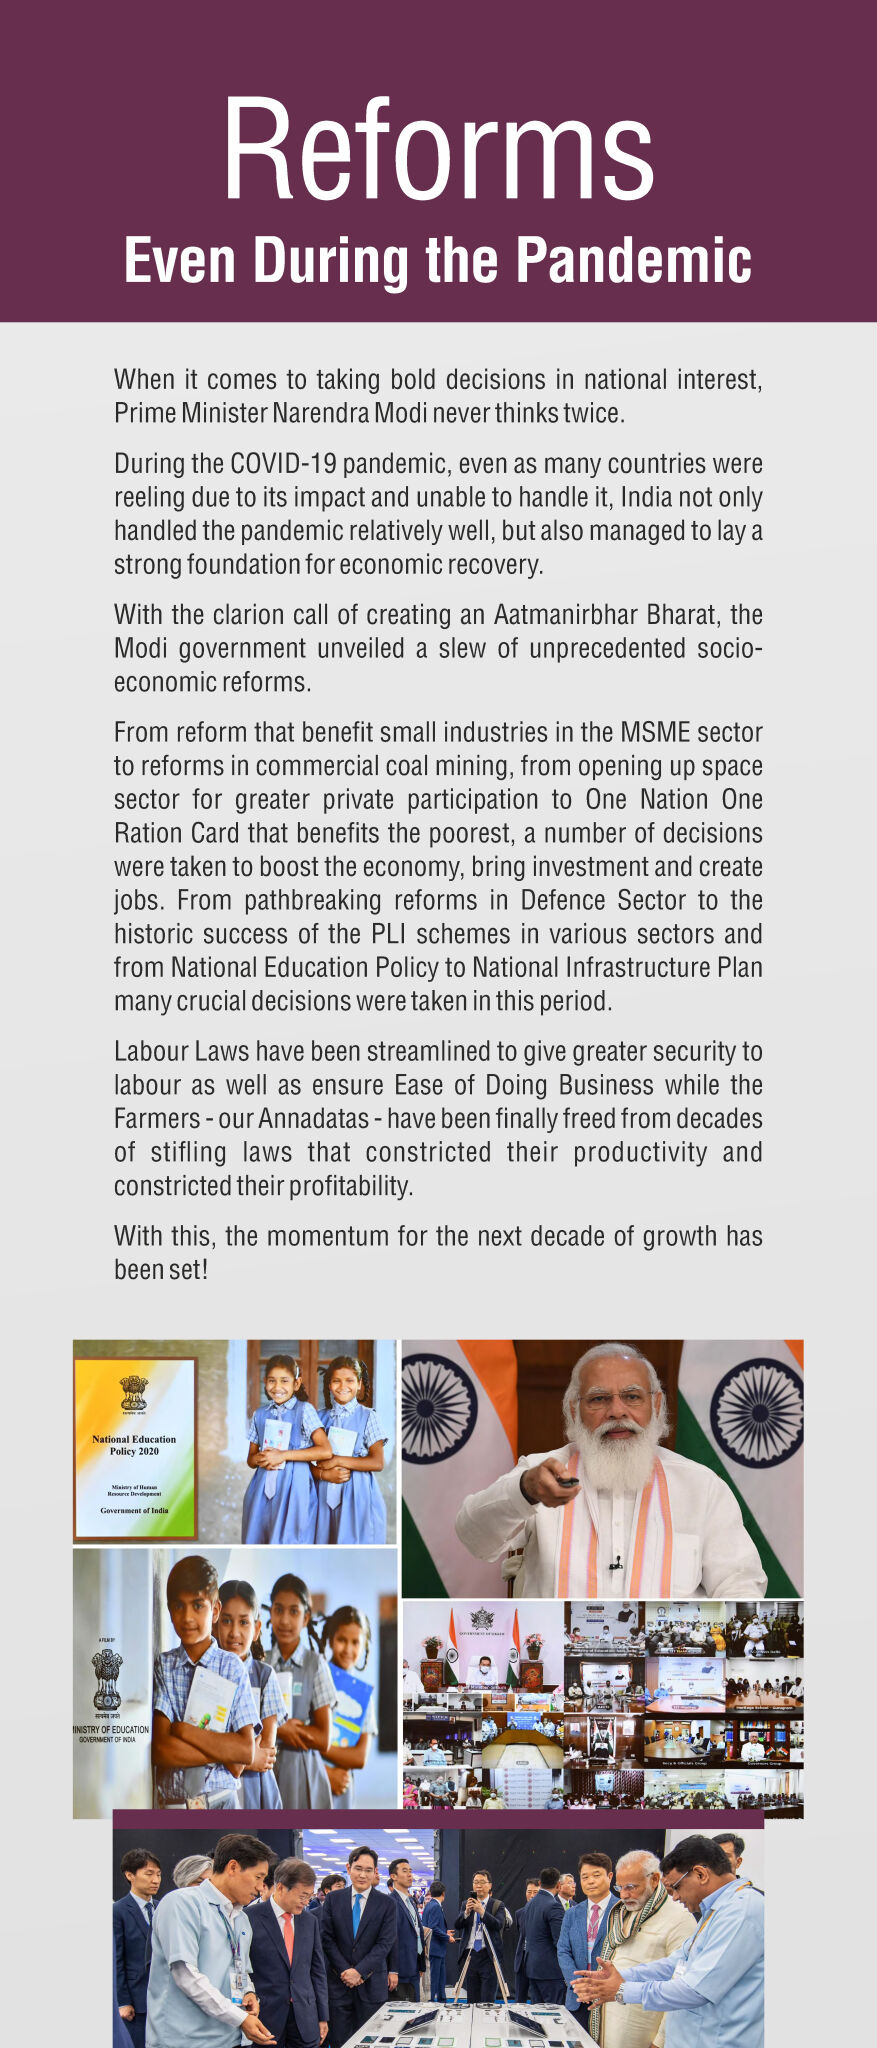 Reforms
Even During the Pandemic
When it comes to taking bold decisions in national interest,
Prime Minister Narendra Modi never thinks twice.
During the COVID-19 pandemic, even as many countries were
reeling due to its impact and unable to handle it, India not only
handled the pandemic relatively well, but also managed to lay a
strong foundation for economic recovery.
With the clarion call of creating an Aatmanirbhar Bharat, the
Modi government unveiled a slew of unprecedented socio-
economic reforms.
From reform that benefit small industries in the MSME sector
to reforms in commercial coal mining, from opening up space
sector for greater private participation to One Nation One
Ration Card that benefits the poorest, a number of decisions
were taken to boost the economy, bring investment and create
jobs. From pathbreaking reforms in Defence Sector to the
historic success of the PLI schemes in various sectors and
from National Education Policy to National Infrastructure Plan
many crucial decisions were taken in this period.
Labour Laws have been streamlined to give greater security to
labour as well as ensure Ease of Doing Business while the
Farmers - our Annadatas - have been finally freed from decades
of stifling laws that constricted their productivity and
constricted their profitability.
With this, the momentum for the next decade of growth has
been set!
National Education
Policy 2020
Ministry of Human
Resource Development
Government of India
A FILM BY
सत्यमेव जयते
MINISTRY OF EDUCATION
GOVERNMENT OF INDIA